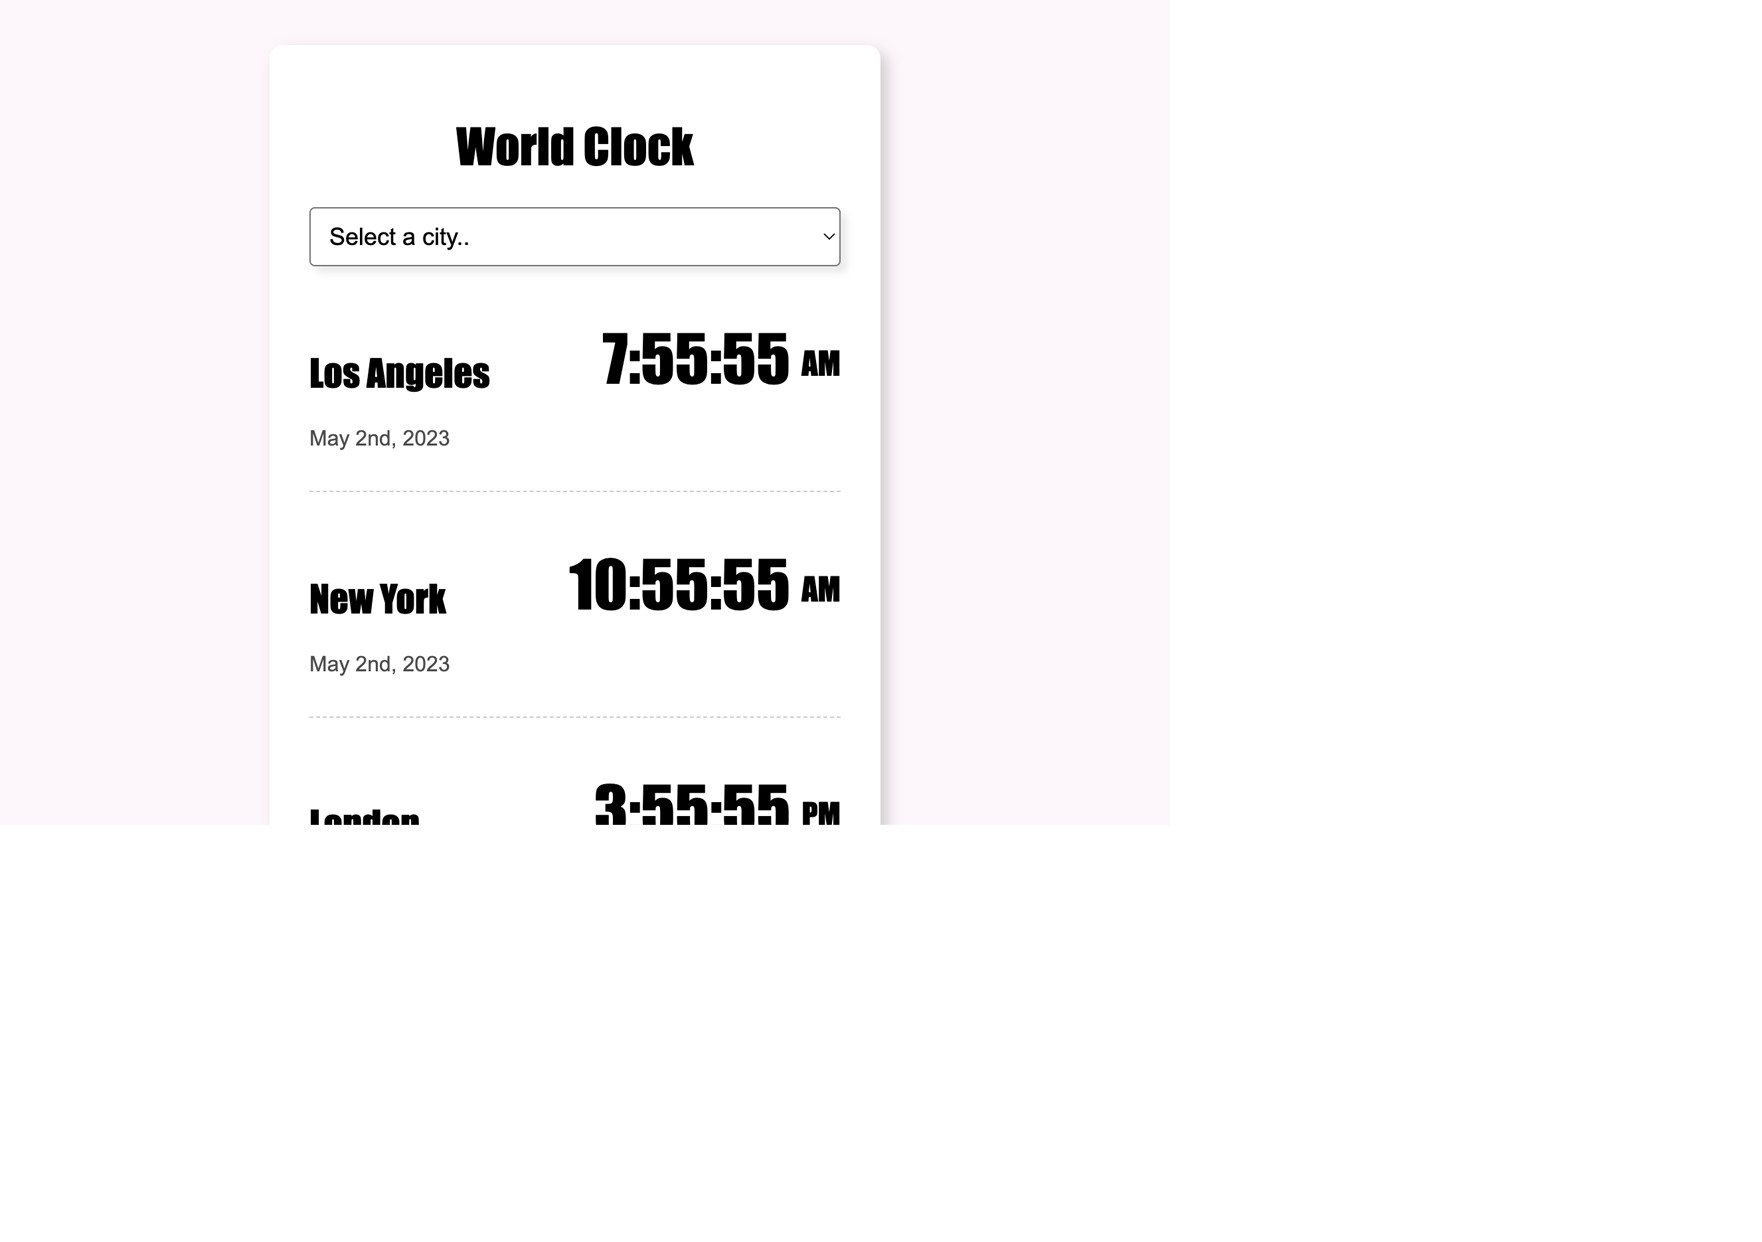 World Clock
Select a city..
Los Angeles 7:55:55 AM
May 2nd, 2023
New York 10:55:55 AM
May 2nd, 2023
London 3:55:55 PM